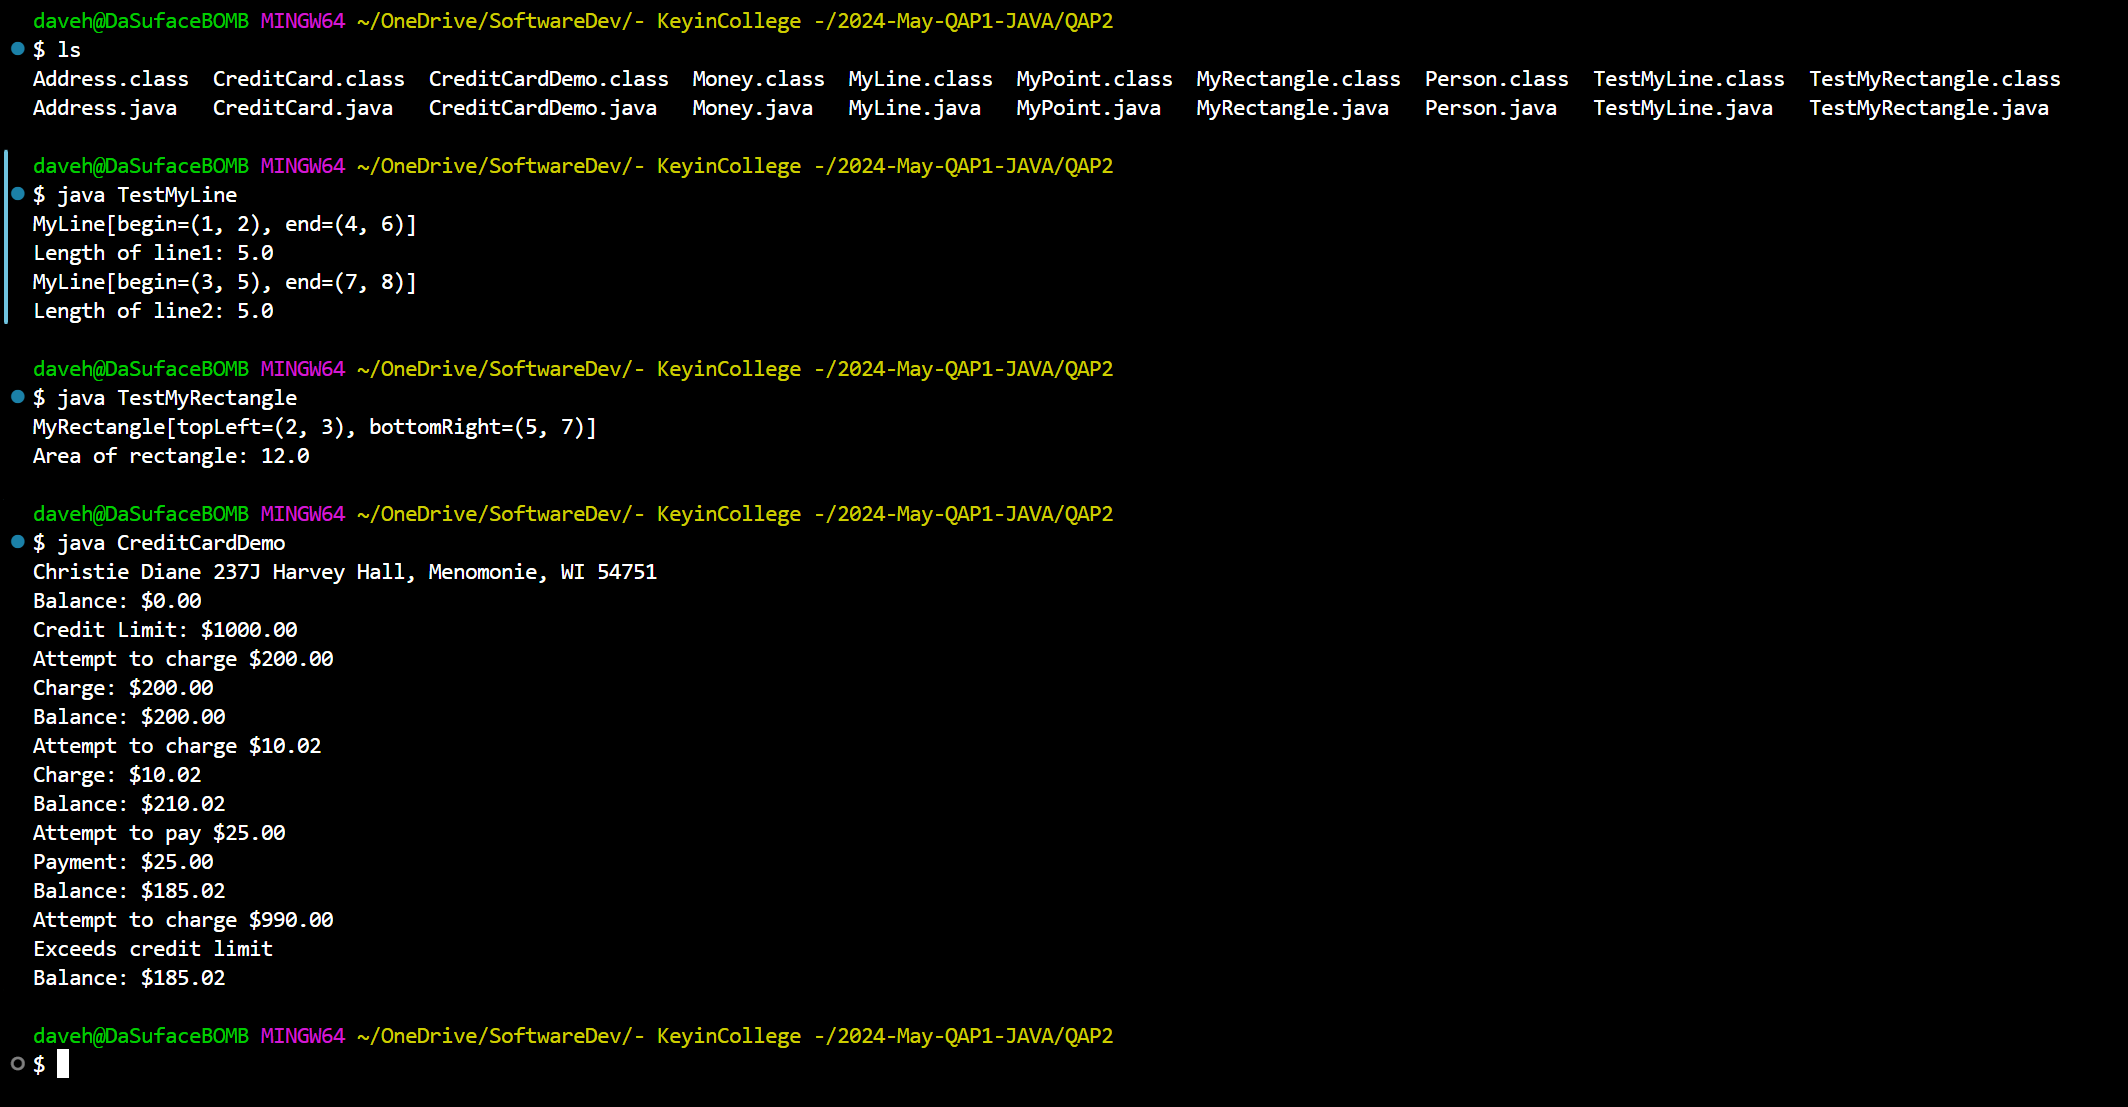 daveh@DaSufaceBOMB MINGW64 ~/OneDrive/SoftwareDev/- KeyinCollege -/2024-May-QAP1-JAVA/QAP2
$ ls
Address.class  CreditCard.class  CreditCardDemo.class  Money.class  MyLine.class  MyPoint.class  MyRectangle.class  Person.class  TestMyLine.class  TestMyRectangle.class
Address.java   CreditCard.java   CreditCardDemo.java   Money.java   MyLine.java   MyPoint.java   MyRectangle.java   Person.java   TestMyLine.java   TestMyRectangle.java
daveh@DaSufaceBOMB MINGW64 ~/OneDrive/SoftwareDev/- KeyinCollege -/2024-May-QAP1-JAVA/QAP2
$ java TestMyLine
MyLine[begin=(1, 2), end=(4, 6)]
Length of line1: 5.0
MyLine[begin=(3, 5), end=(7, 8)]
Length of line2: 5.0
daveh@DaSufaceBOMB MINGW64 ~/OneDrive/SoftwareDev/- KeyinCollege -/2024-May-QAP1-JAVA/QAP2
$ java TestMyRectangle
MyRectangle[topLeft=(2, 3), bottomRight=(5, 7)]
Area of rectangle: 12.0
daveh@DaSufaceBOMB MINGW64 ~/OneDrive/SoftwareDev/- KeyinCollege -/2024-May-QAP1-JAVA/QAP2
$ java CreditCardDemo
Christie Diane 237J Harvey Hall, Menomonie, WI 54751
Balance: $0.00
Credit Limit: $1000.00
Attempt to charge $200.00
Charge: $200.00
Balance: $200.00
Attempt to charge $10.02
Charge: $10.02
Balance: $210.02
Attempt to pay $25.00
Payment: $25.00
Balance: $185.02
Attempt to charge $990.00
Exceeds credit limit
Balance: $185.02
daveh@DaSufaceBOMB MINGW64 ~/OneDrive/SoftwareDev/- KeyinCollege -/2024-May-QAP1-JAVA/QAP2
$